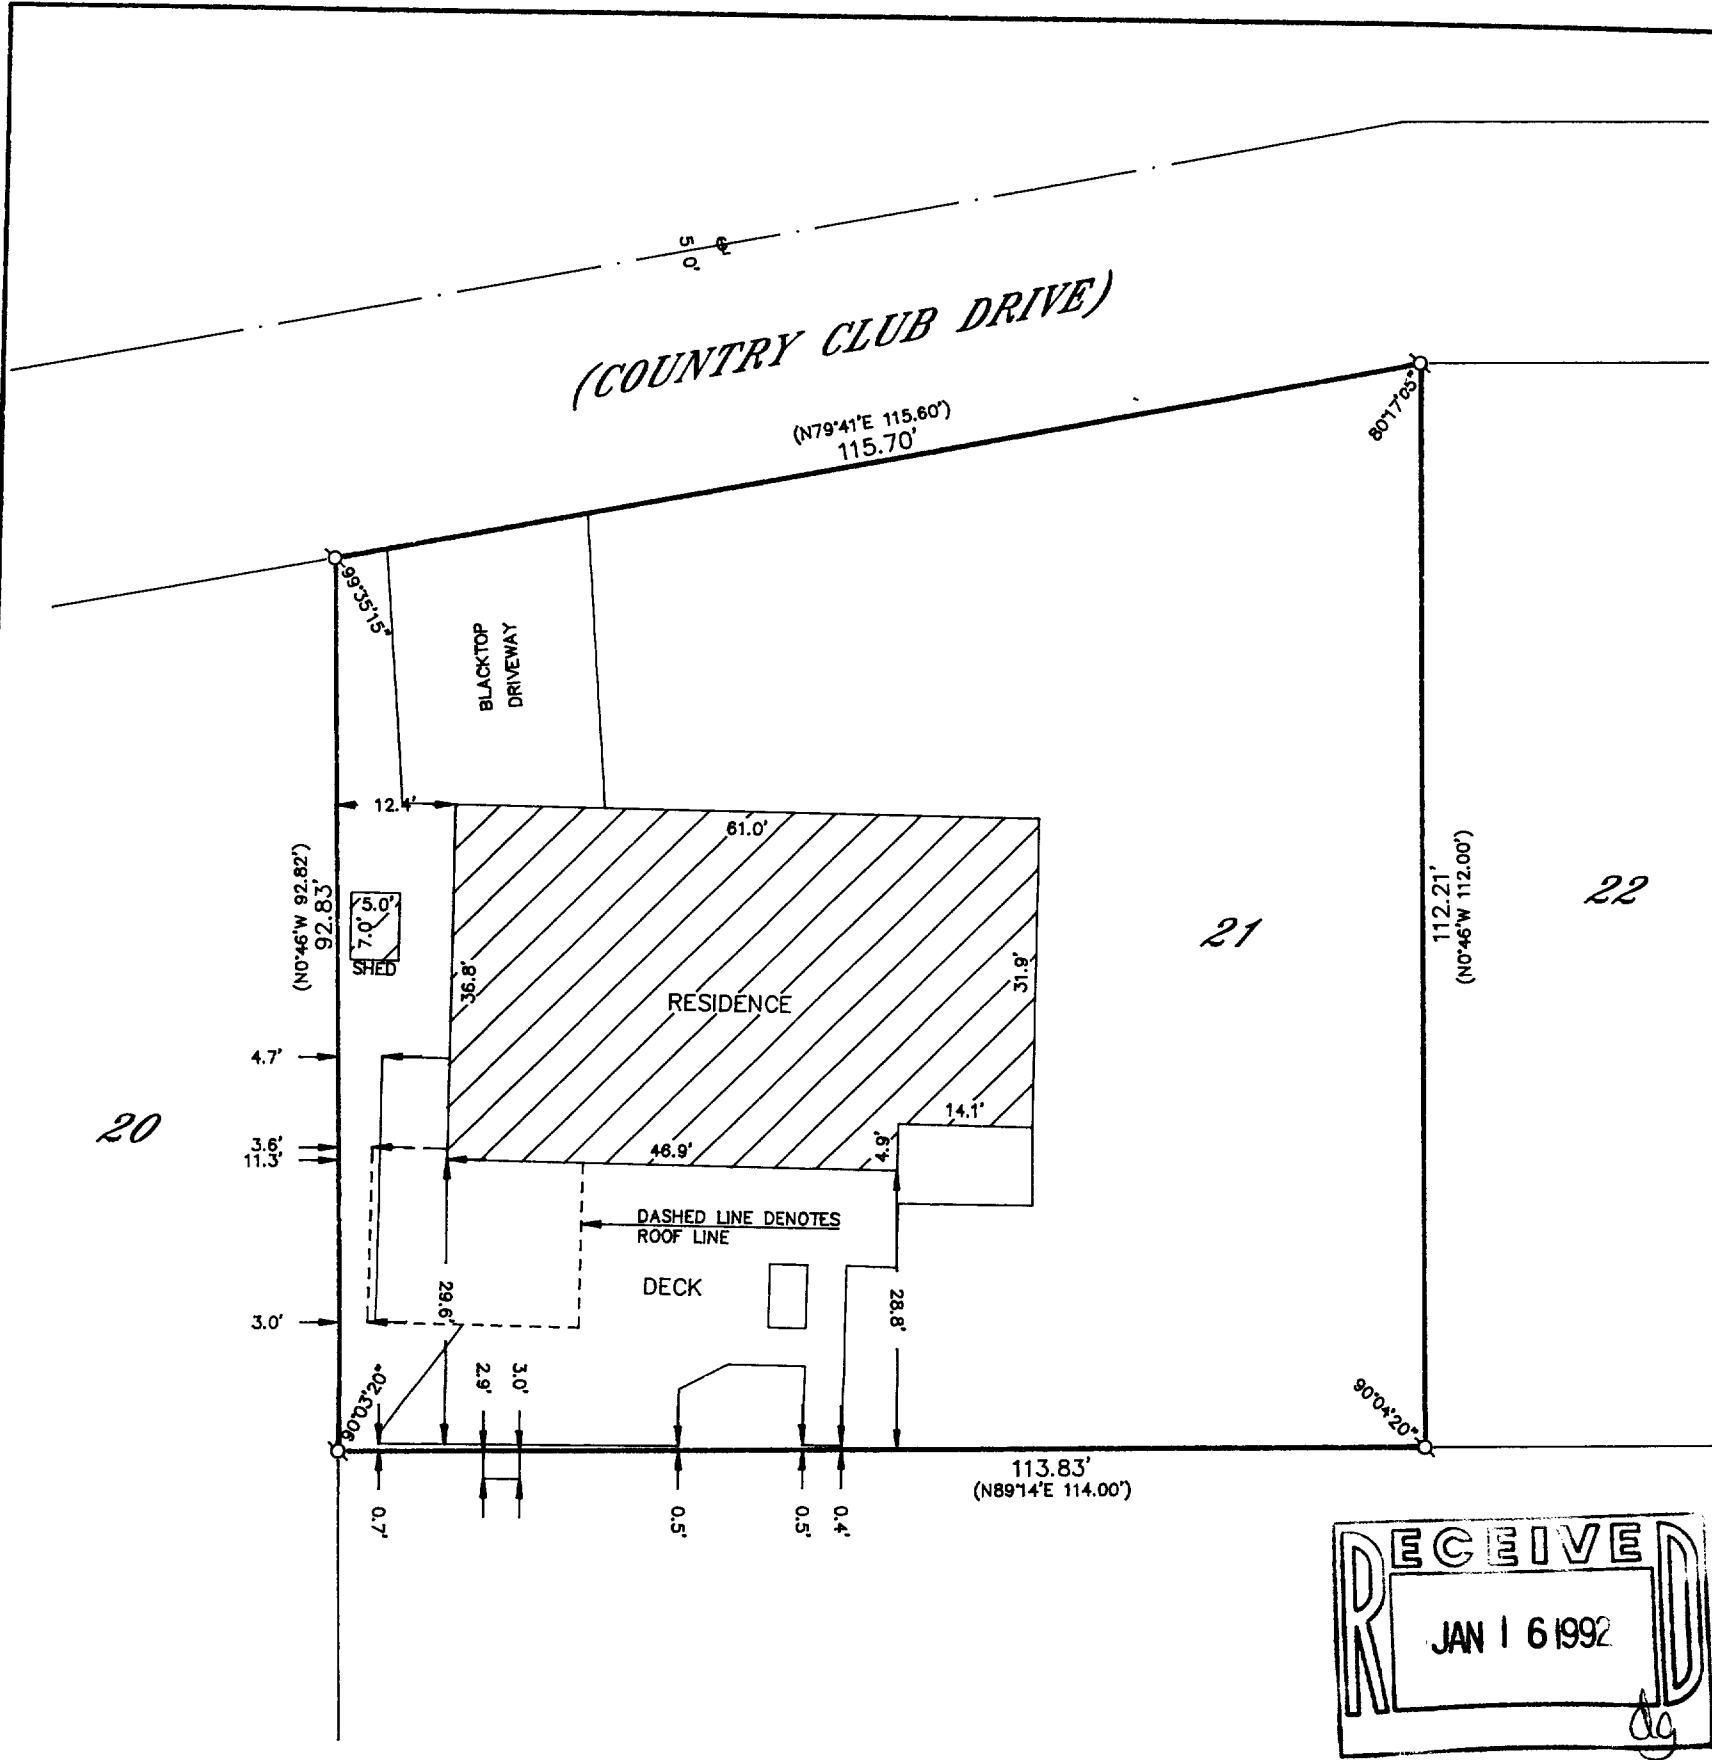 ℄
5 0'
(COUNTRY CLUB DRIVE)
(N79°41'E 115.60')
115.70'
80°17'05"
99°35'15"
BLACKTOP
DRIVEWAY
12.4'
61.0'
(N0°46'W 92.82')
92.83'
5.0'
7.0'
SHED
36.8'
RESIDENCE
31.9'
21
112.21'
(N0°46'W 112.00')
22
4.7'
20
3.6'
11.3'
46.9'
4.9'
14.1'
DASHED LINE DENOTES
ROOF LINE
DECK
29.6'
28.8'
3.0'
2.9'
3.0'
90°03'20"
90°04'20"
113.83'
(N89°14'E 114.00')
0.7'
0.5'
0.5'
0.4'
RECEIVED
JAN 16 1992
dg